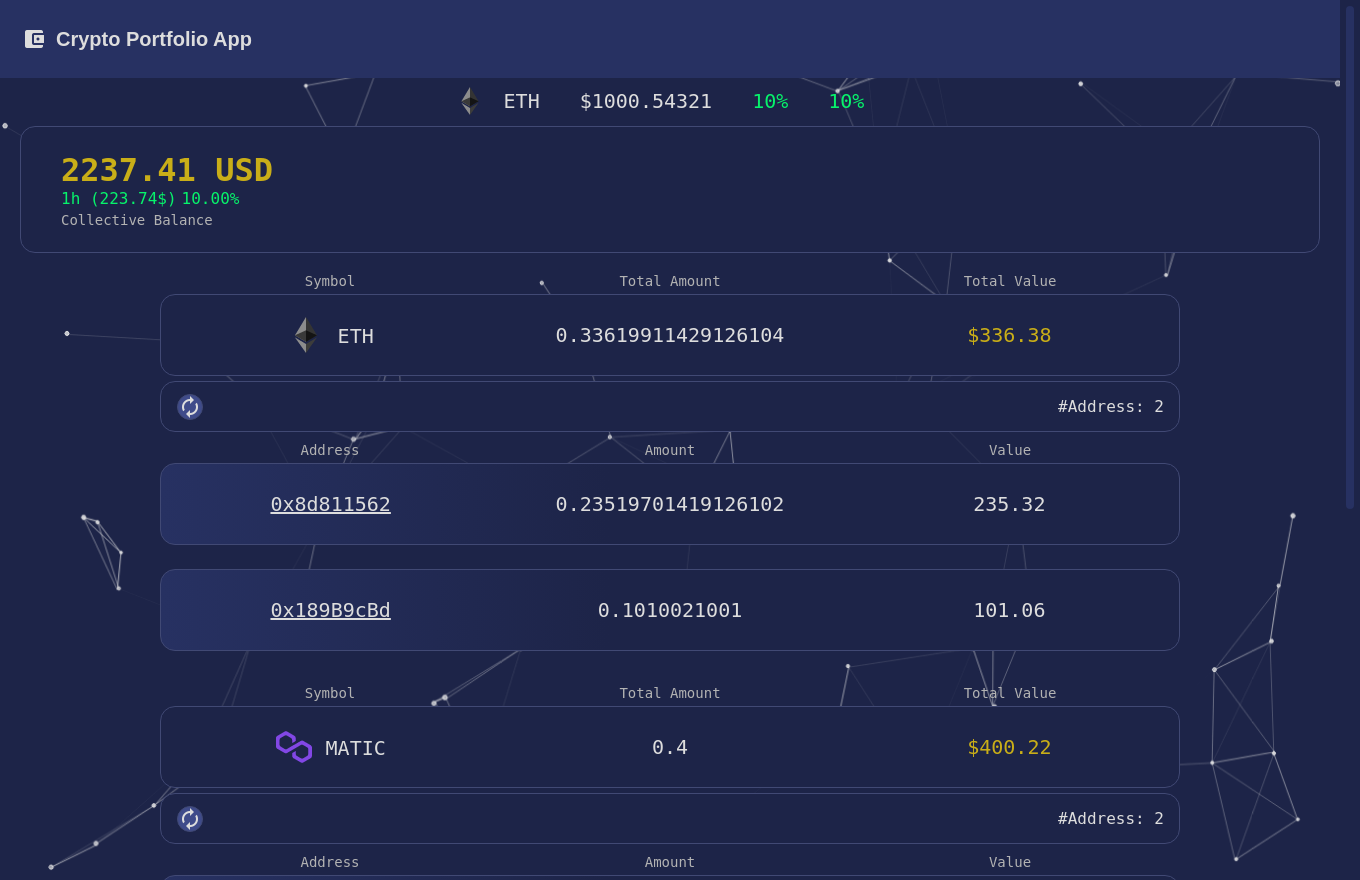 Crypto Portfolio App
ETH $1000.54321 10% 10%
2237.41 USD
1h (223.74$) 10.00%
Collective Balance
Symbol Total Amount Total Value
ETH 0.33619911429126104 $336.38
#Address: 2
Address Amount Value
0x8d811562 0.23519701419126102 235.32
0x189B9cBd 0.1010021001 101.06
Symbol Total Amount Total Value
MATIC 0.4 $400.22
#Address: 2
Address Amount Value